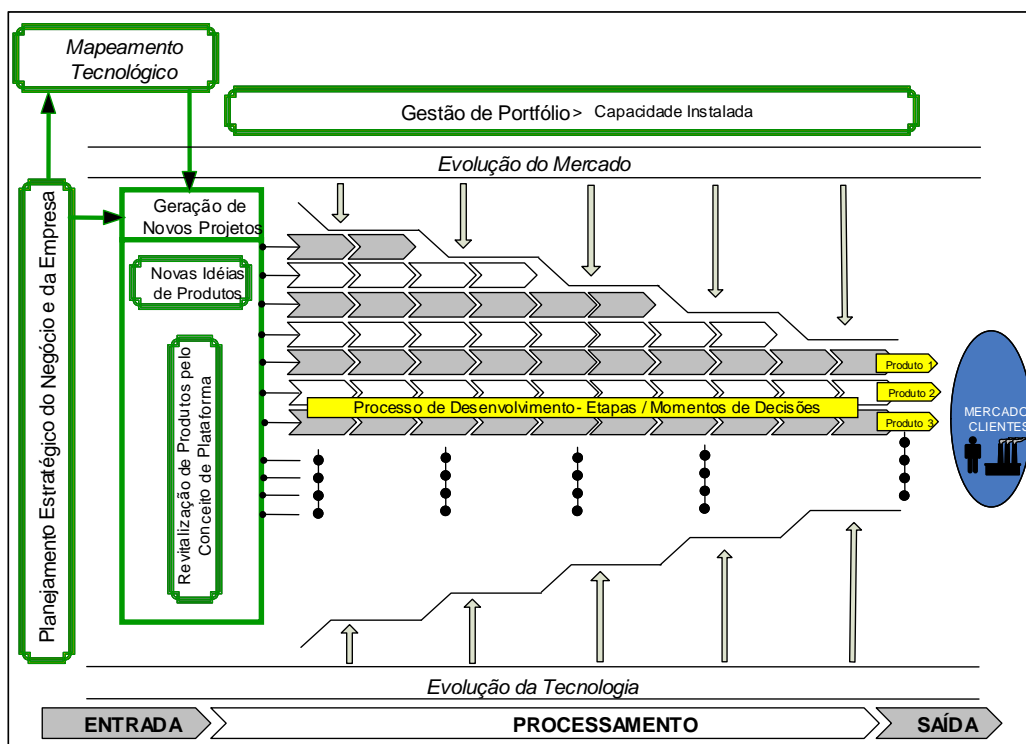 Mapeamento
Tecnológico
Gestão de Portfólio > Capacidade Instalada
Evolução do Mercado
Planejamento Estratégico do Negócio e da Empresa
Geração de
Novos Projetos
Novas Idéias
de Produtos
Revitalização de Produtos pelo
Conceito de Plataforma
Produto 1
Produto 2
Processo de Desenvolvimento - Etapas / Momentos de Decisões
Produto 3
MERCADO
CLIENTES
Evolução da Tecnologia
ENTRADA
PROCESSAMENTO
SAÍDA